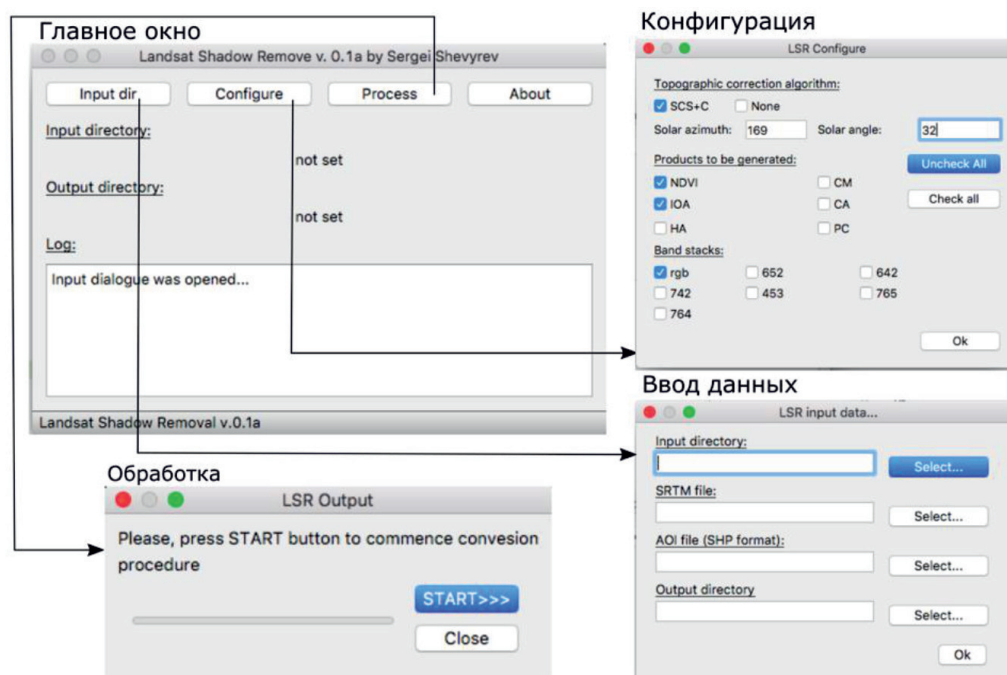 Главное окно
Landsat Shadow Remove v. 0.1a by Sergei Shevyrev
Input dir
Configure
Process
About
Input directory:
not set
Output directory:
not set
Log:
Input dialogue was opened...
Landsat Shadow Removal v.0.1a
Конфигурация
LSR Configure
Topographic correction algorithm:
SCS+C None
Solar azimuth: 169 Solar angle: 32
Products to be generated:
Uncheck All
NDVI CM
Check all
IOA CA
HA PC
Band stacks:
rgb 652 642
742 453 765
764
Ok
Ввод данных
LSR input data...
Input directory:
Select...
SRTM file:
Select...
AOI file (SHP format):
Select...
Output directory
Select...
Ok
Обработка
LSR Output
Please, press START button to commence convesion
procedure
START>>>
Close